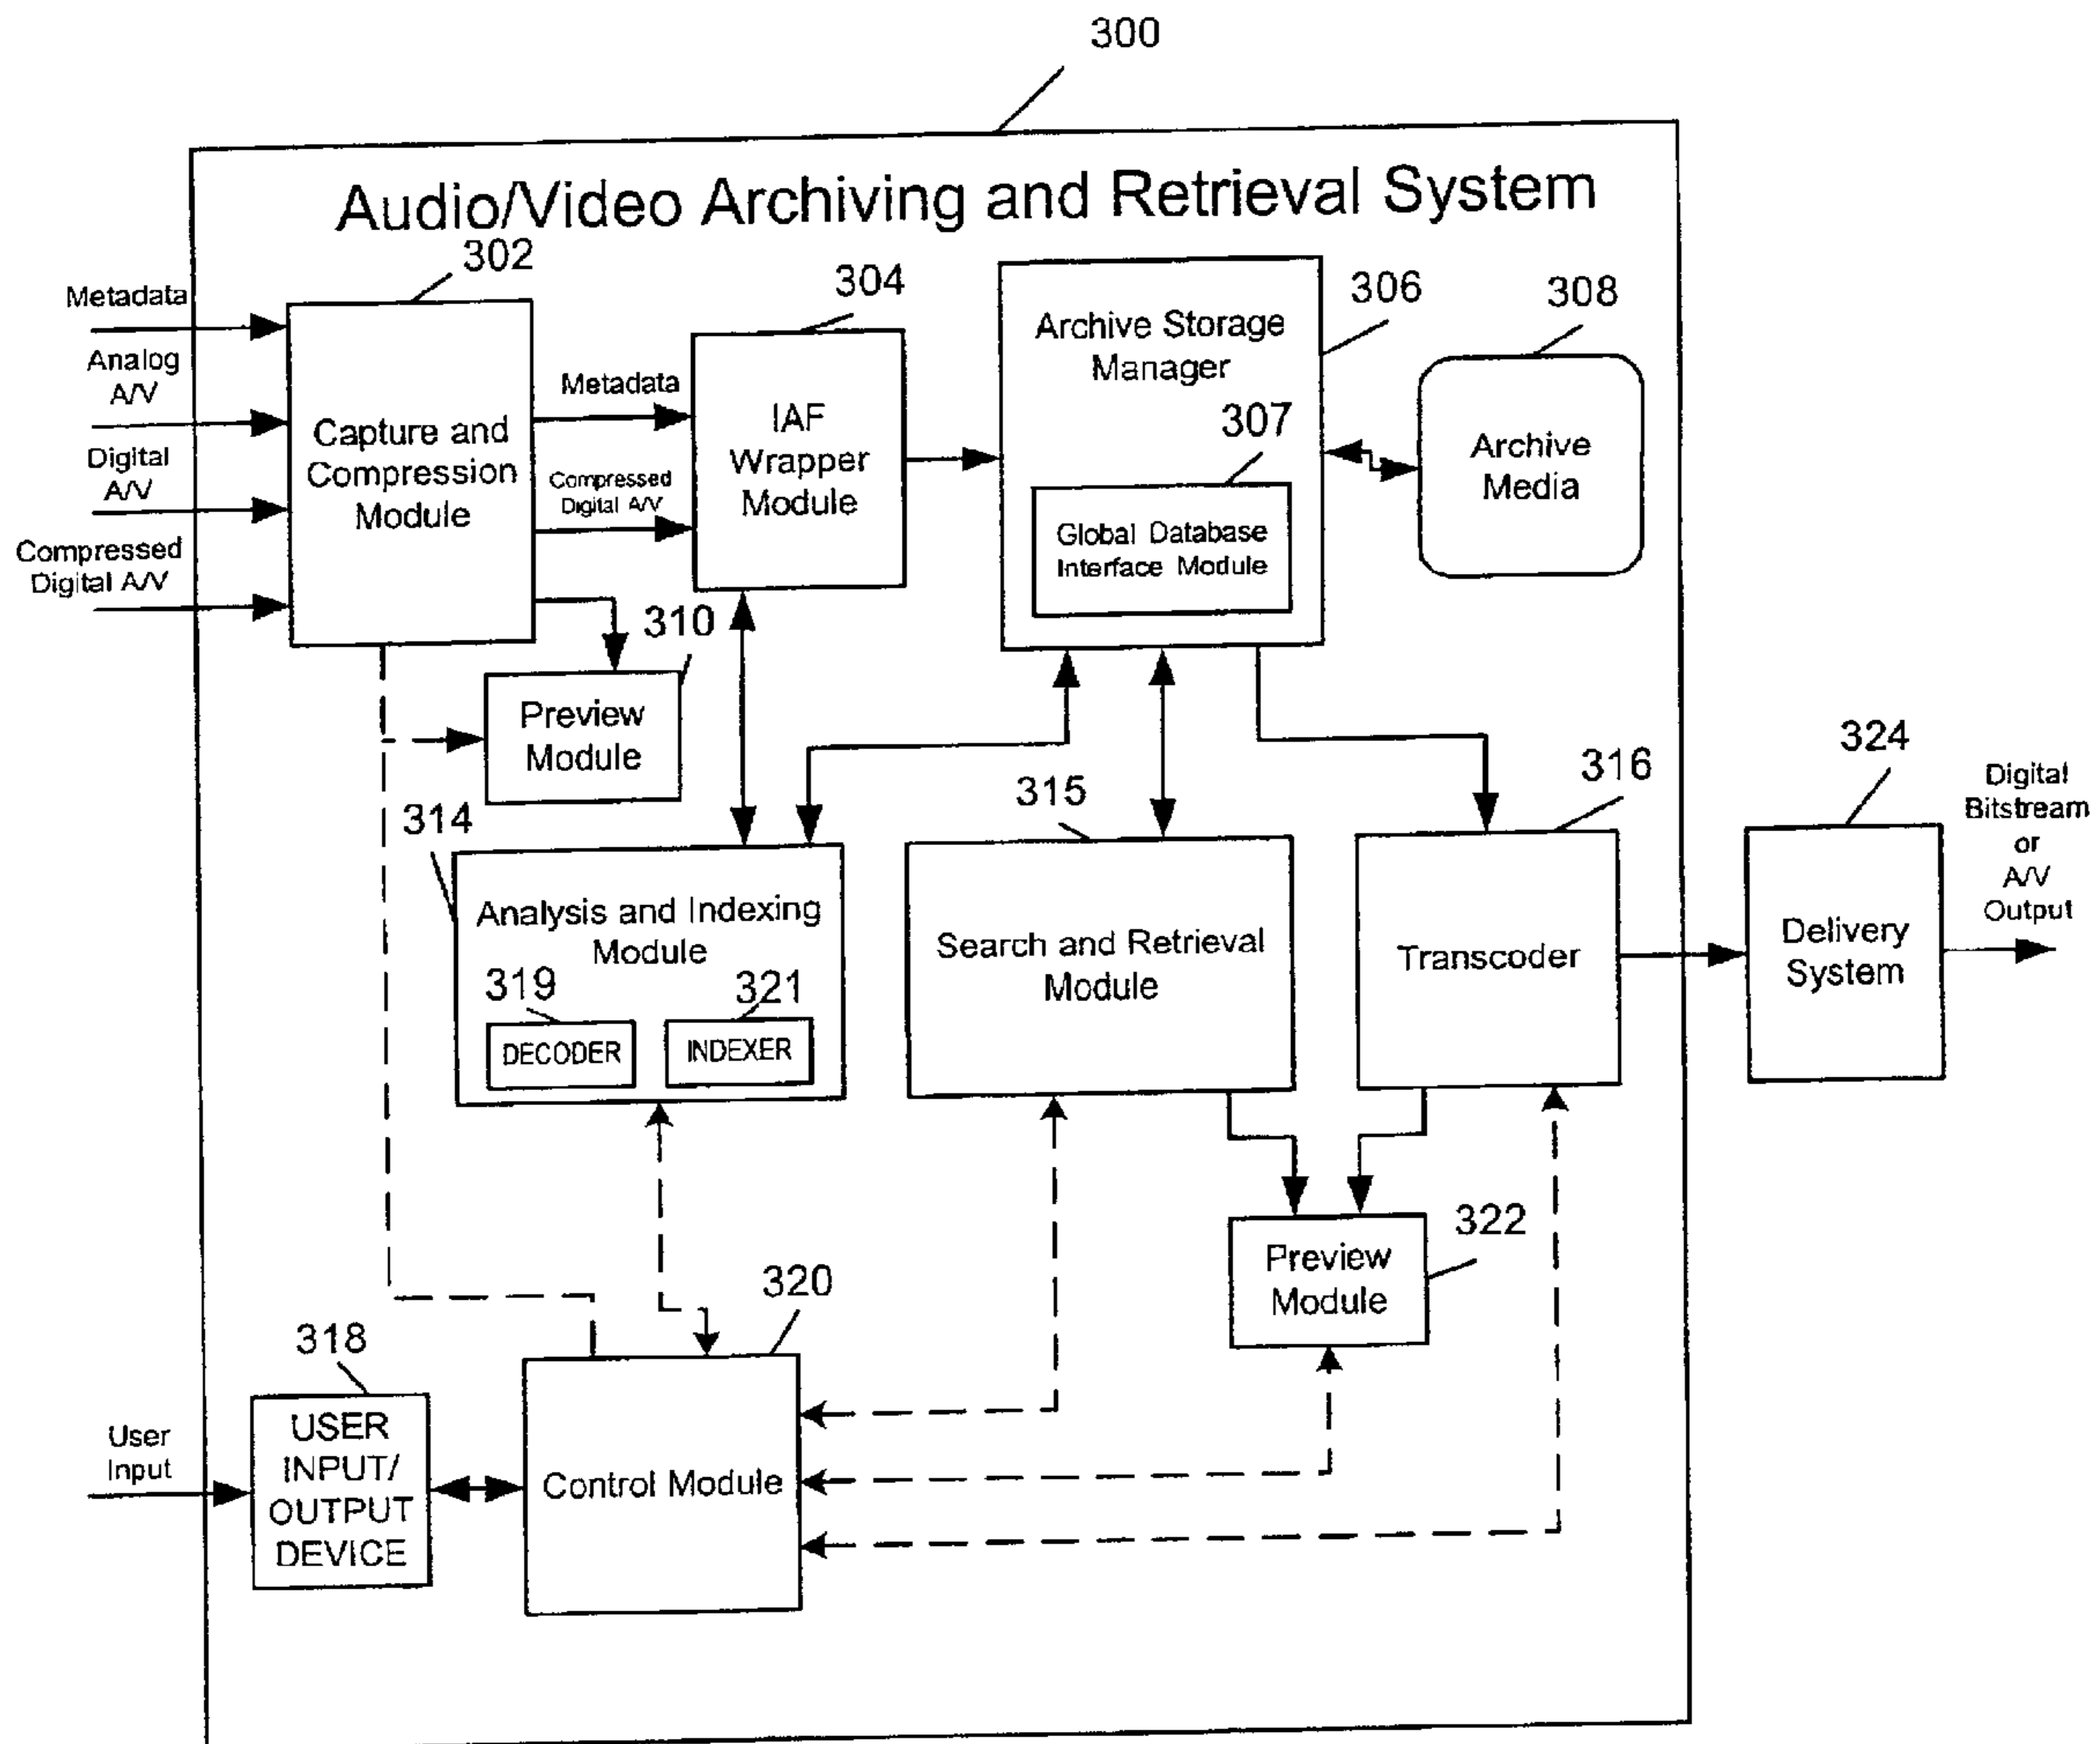 300
Audio/Video Archiving and Retrieval System
302
304
306
308
Metadata
Analog
A/V
Digital
A/V
Compressed
Digital A/V
Capture and
Compression
Module
Metadata
Compressed
Digital A/V
IAF
Wrapper
Module
Archive Storage
Manager
307
Global Database
Interface Module
Archive
Media
310
Preview
Module
314
Analysis and Indexing
Module
319
321
DECODER
INDEXER
315
Search and Retrieval
Module
316
Transcoder
324
Delivery
System
Digital
Bitstream
or
A/V
Output
322
Preview
Module
320
Control Module
318
USER
INPUT/
OUTPUT
DEVICE
User
Input